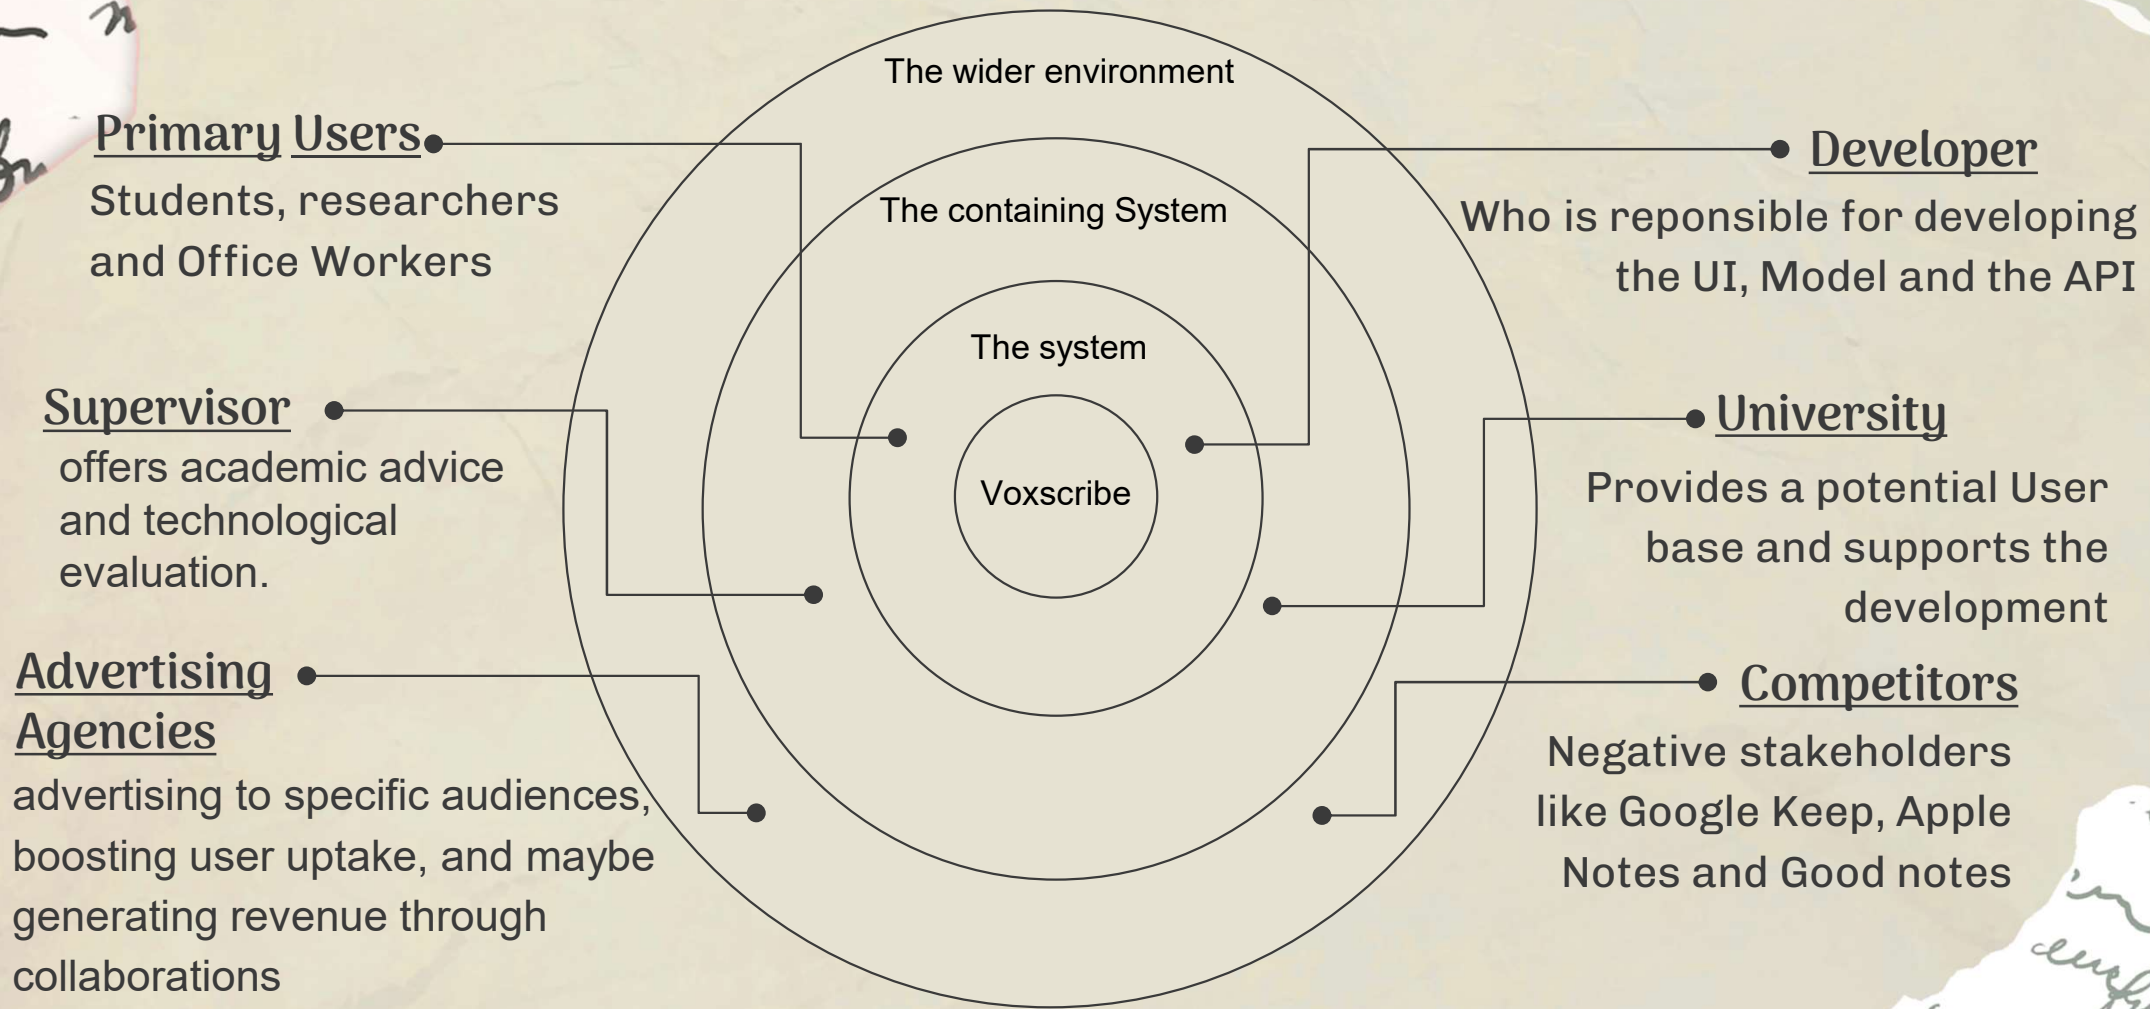 The wider environment
The containing System
The system
Voxscribe
Primary Users
Students, researchers
and Office Workers
Supervisor
offers academic advice
and technological
evaluation.
Advertising
Agencies
advertising to specific audiences,
boosting user uptake, and maybe
generating revenue through
collaborations
Developer
Who is reponsible for developing
the UI, Model and the API
University
Provides a potential User
base and supports the
development
Competitors
Negative stakeholders
like Google Keep, Apple
Notes and Good notes